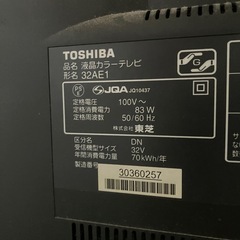 TOSHIBA
品名 液晶カラーテレビ
形名 32AE1
PS E
JQA JQ10437
定格電圧 100V～
定格消費電力 83 W
定格周波数 50/60 Hz
株式会社 東芝
区分名 DN
受信機型サイズ 32V
年間消費電力量 70kWh/年
製造番号
30360257